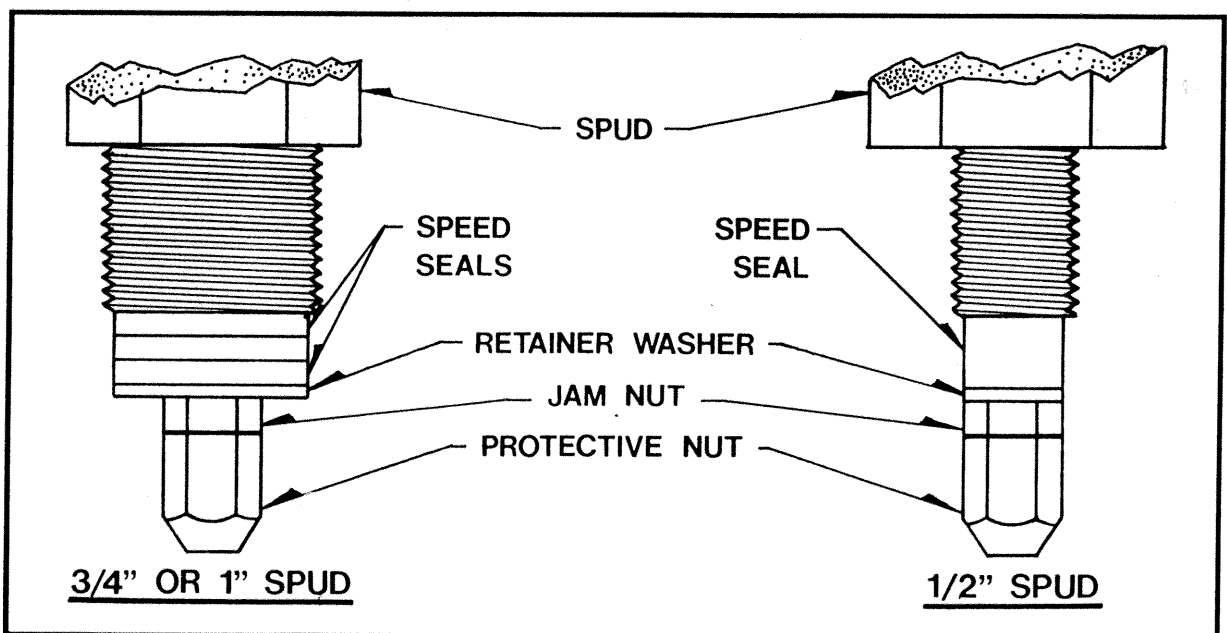 SPUD
SPEED
SEALS
SPEED
SEAL
RETAINER WASHER
JAM NUT
PROTECTIVE NUT
3/4” OR 1” SPUD
1/2” SPUD